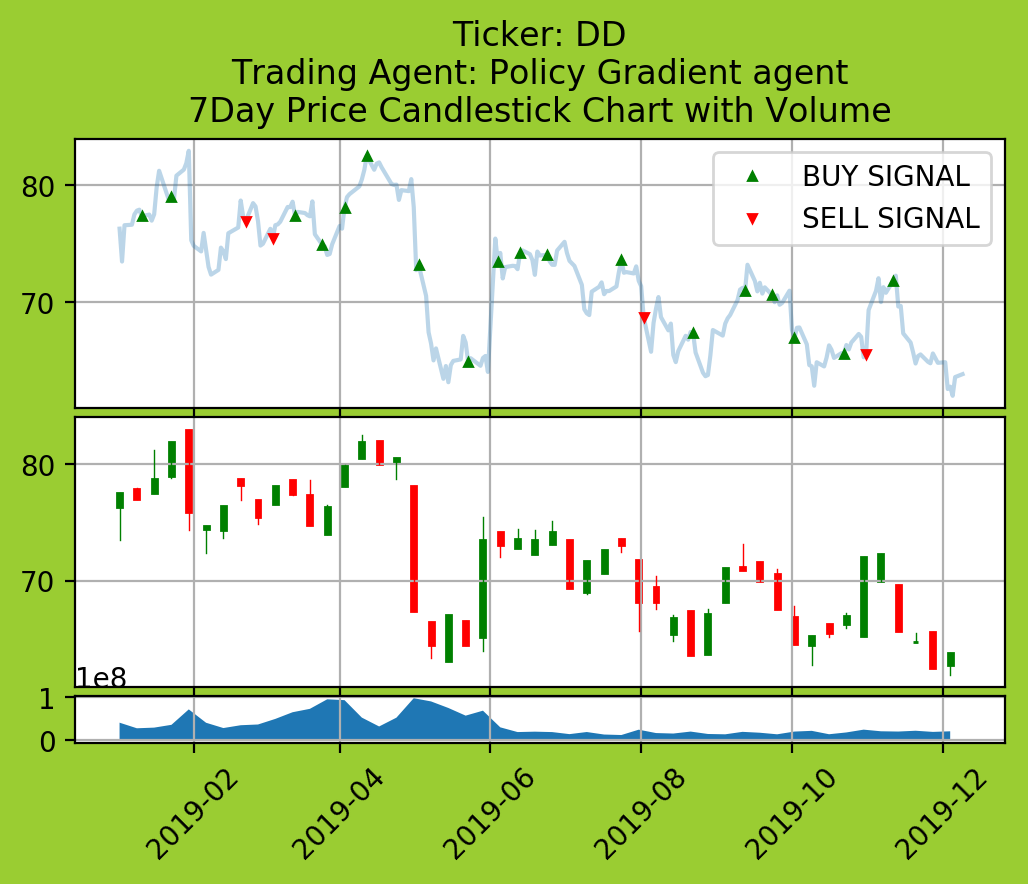 Ticker: DD
Trading Agent: Policy Gradient agent
7Day Price Candlestick Chart with Volume
BUY SIGNAL
SELL SIGNAL
80
70
80
70
1e8
1
0
2019-02
2019-04
2019-06
2019-08
2019-10
2019-12